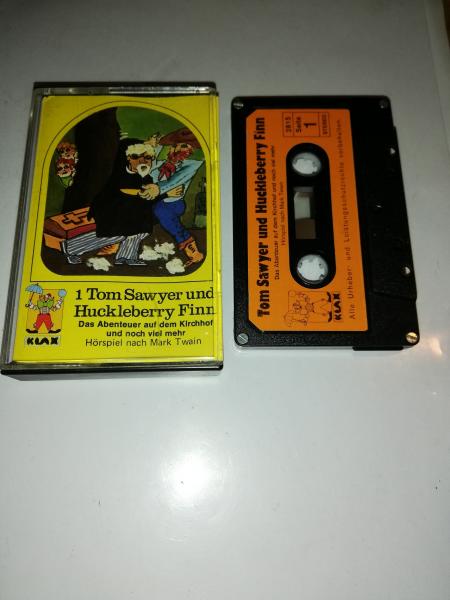 1 Tom Sawyer und
Huckleberry Finn
Das Abenteuer auf dem Kirchhof
und noch viel mehr
Hörspiel nach Mark Twain
KLAX
Tom Sawyer und Huckleberry Finn
Das Abenteuer auf dem Kirchhof und noch viel mehr
Hörspiel nach Mark Twain
2815
Seite
1
STEREO
KLAX
Alle Urheber- und Leistungsschutzrechte vorbehalten